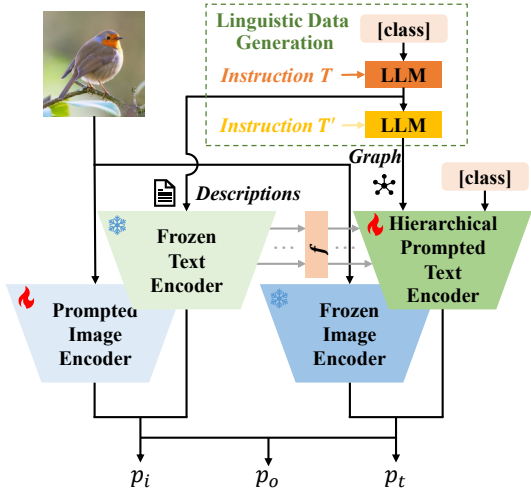 Linguistic Data
Generation
[class]
Instruction T
LLM
Instruction T'
LLM
Graph
[class]
Descriptions
Frozen
Text
Encoder
f
Hierarchical
Prompted
Text
Encoder
Prompted
Image
Encoder
Frozen
Image
Encoder
p_i
p_o
p_t